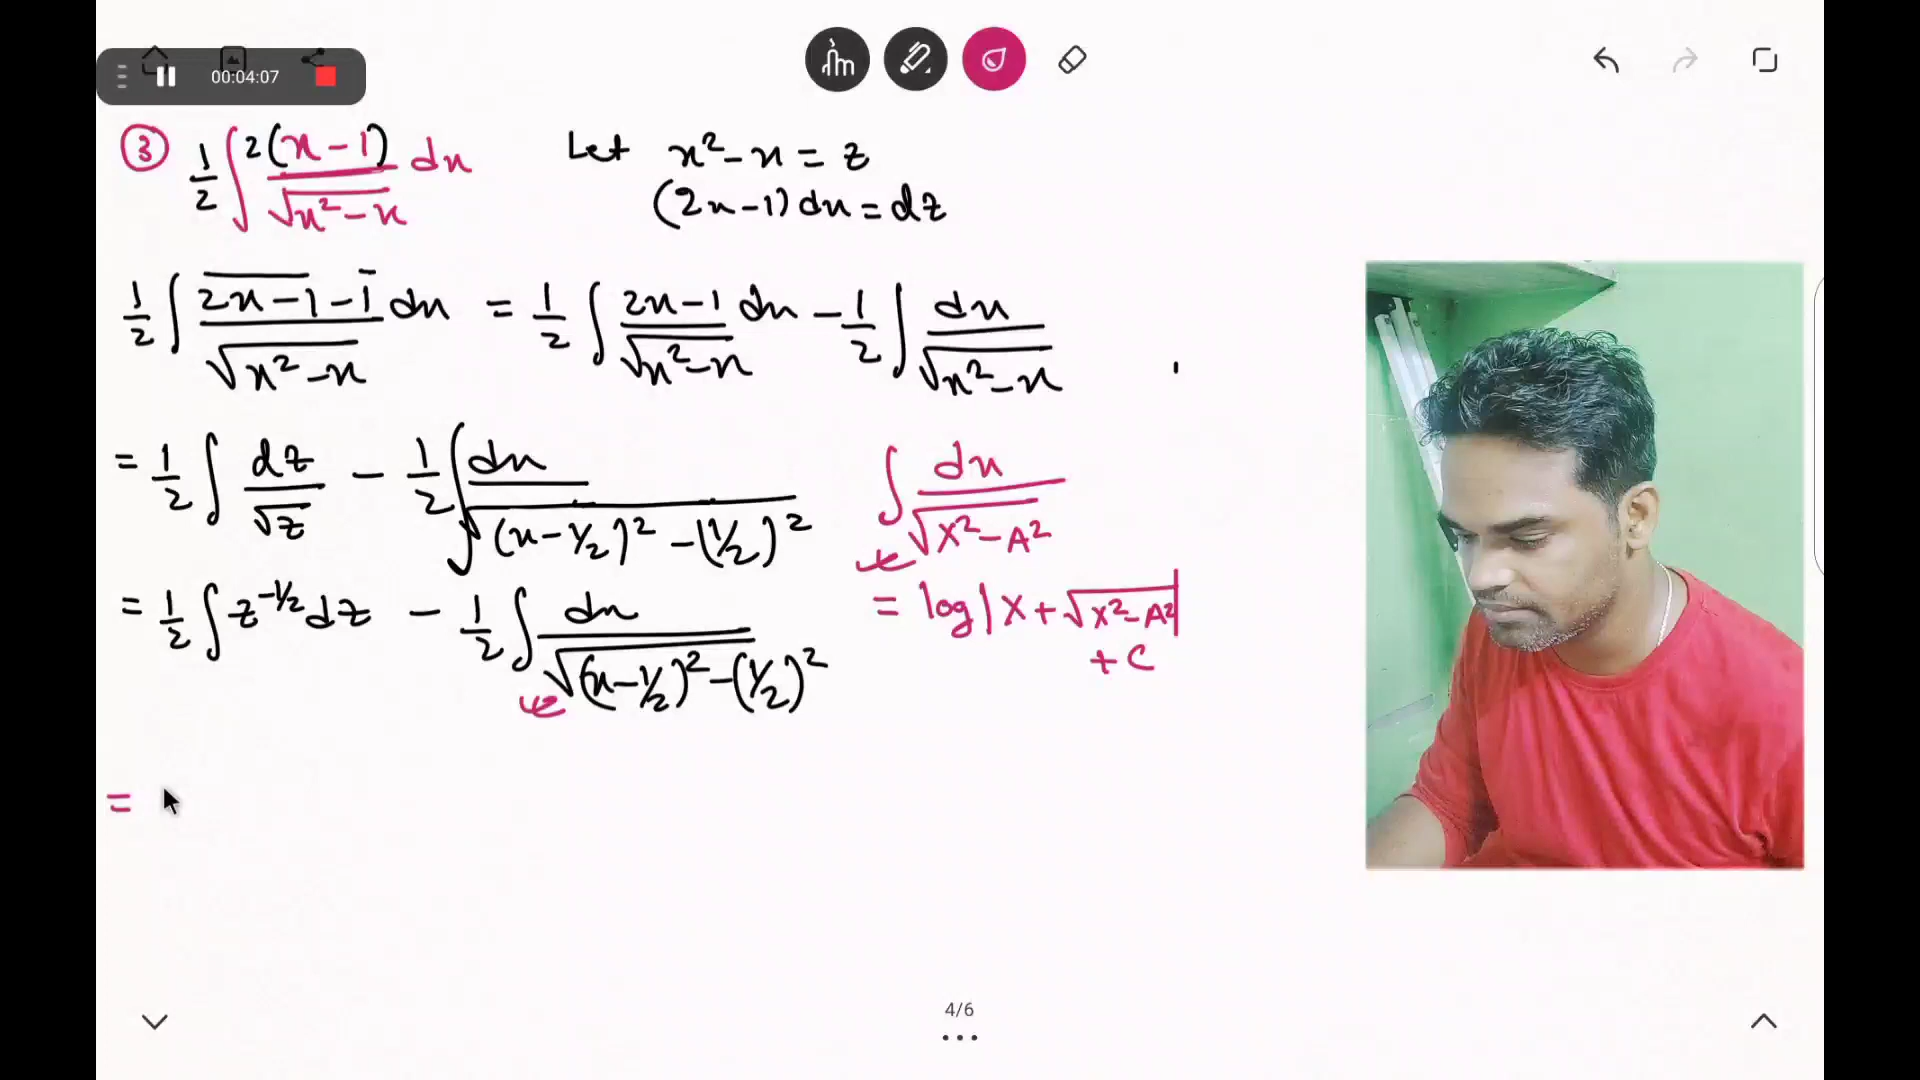 00:04:07
③ 1/2 ∫ 2(x-1)/√(x²-x) dx
Let x²-x = z
(2x-1)dx = dz
1/2 ∫ (2x-1-1)/√(x²-x) dx = 1/2 ∫ (2x-1)/√(x²-x) dx - 1/2 ∫ dx/√(x²-x)
= 1/2 ∫ dz/√z - 1/2 ∫ dx/√((x-1/2)²-(1/2)²)
∫ dx/√(X²-A²)
= 1/2 ∫ z^(-1/2) dz - 1/2 ∫ dx/√((x-1/2)²-(1/2)²)
= log|X+√(X²-A²)|
+ C
=
4/6